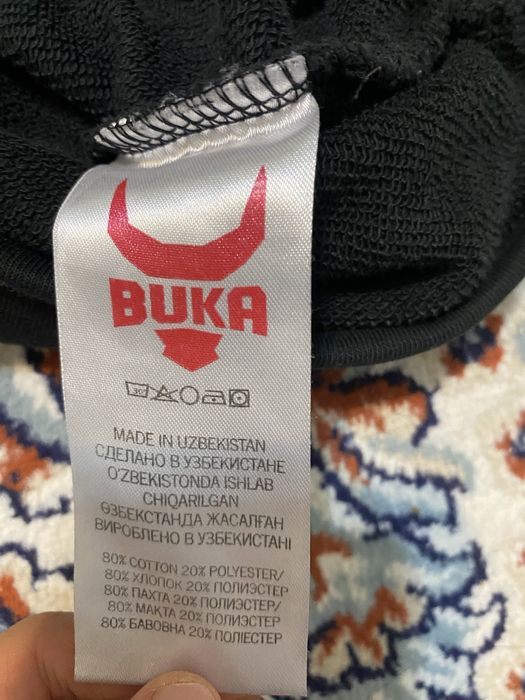 BUKA
MADE IN UZBEKISTAN
СДЕЛАНО В УЗБЕКИСТАНЕ
O'ZBEKISTONDA ISHLAB
CHIQARILGAN
ӨЗБЕКСТАНДА ЖАСАЛҒАН
ВИРОБЛЕНО В УЗБЕКИСТАНІ
80% COTTON 20% POLYESTER/
80% ХЛОПОК 20% ПОЛИЭСТЕР
80% ПАХТА 20% ПОЛИЭСТЕР/
80% МАКТА 20% ПОЛИЭСТЕР
80% БАВОВНА 20% ПОЛІЕСТЕР